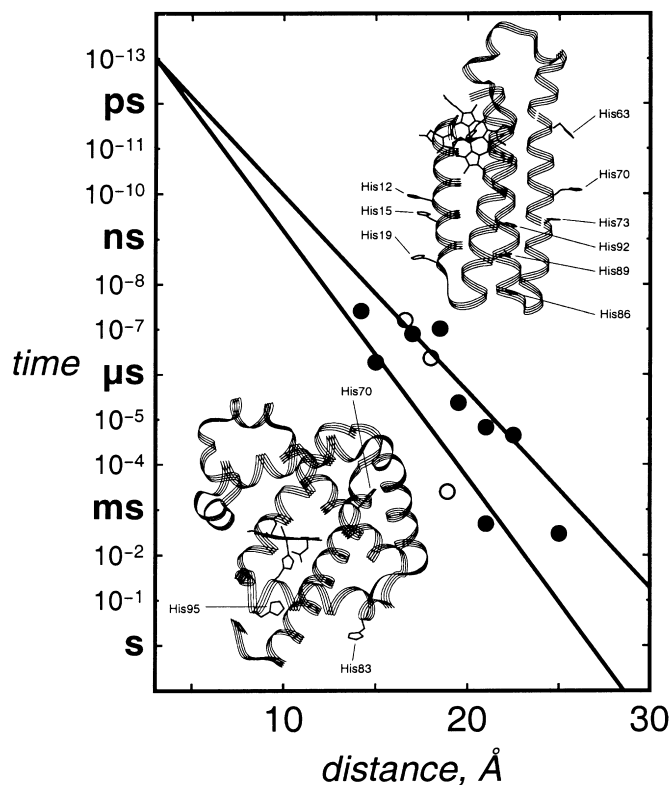 10⁻¹³
ps
10⁻¹¹
10⁻¹⁰
ns
10⁻⁸
10⁻⁷
time
µs
10⁻⁵
10⁻⁴
ms
10⁻²
10⁻¹
s
His63
His12
His70
His15
His73
His19
His92
His89
His86
His70
His95
His83
10 20 30
distance, Å